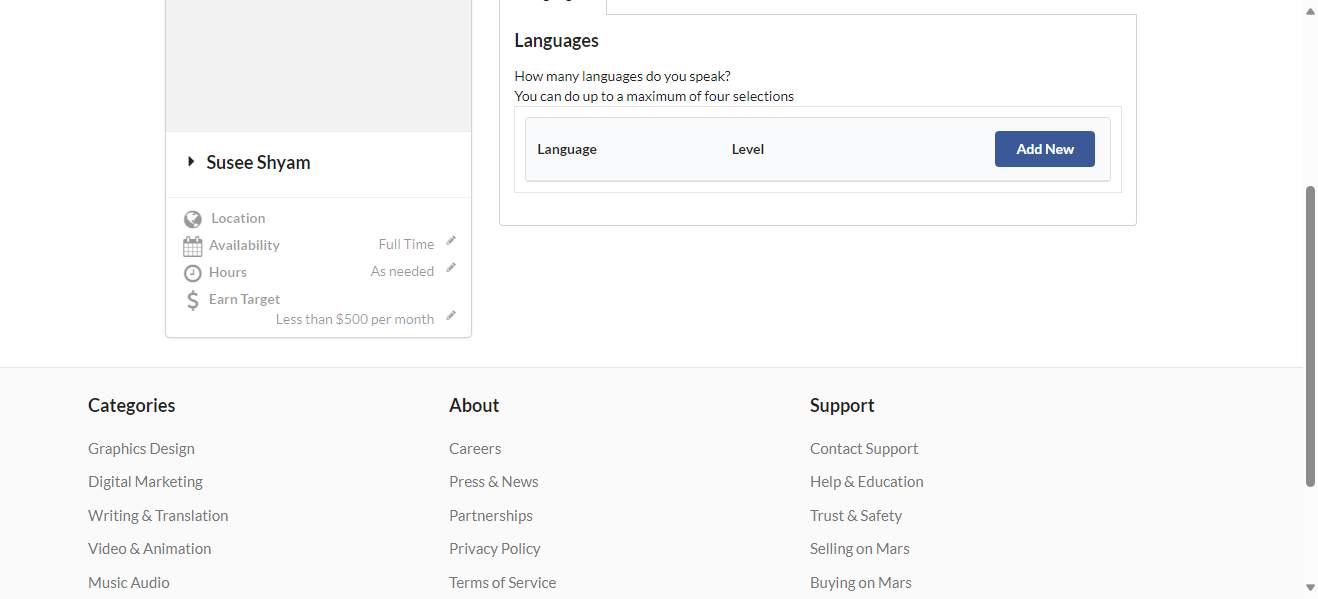 Susee Shyam
Location
Availability Full Time
Hours As needed
Earn Target
Less than $500 per month
Languages
How many languages do you speak?
You can do up to a maximum of four selections
Language Level Add New
Categories
Graphics Design
Digital Marketing
Writing & Translation
Video & Animation
Music Audio
About
Careers
Press & News
Partnerships
Privacy Policy
Terms of Service
Support
Contact Support
Help & Education
Trust & Safety
Selling on Mars
Buying on Mars